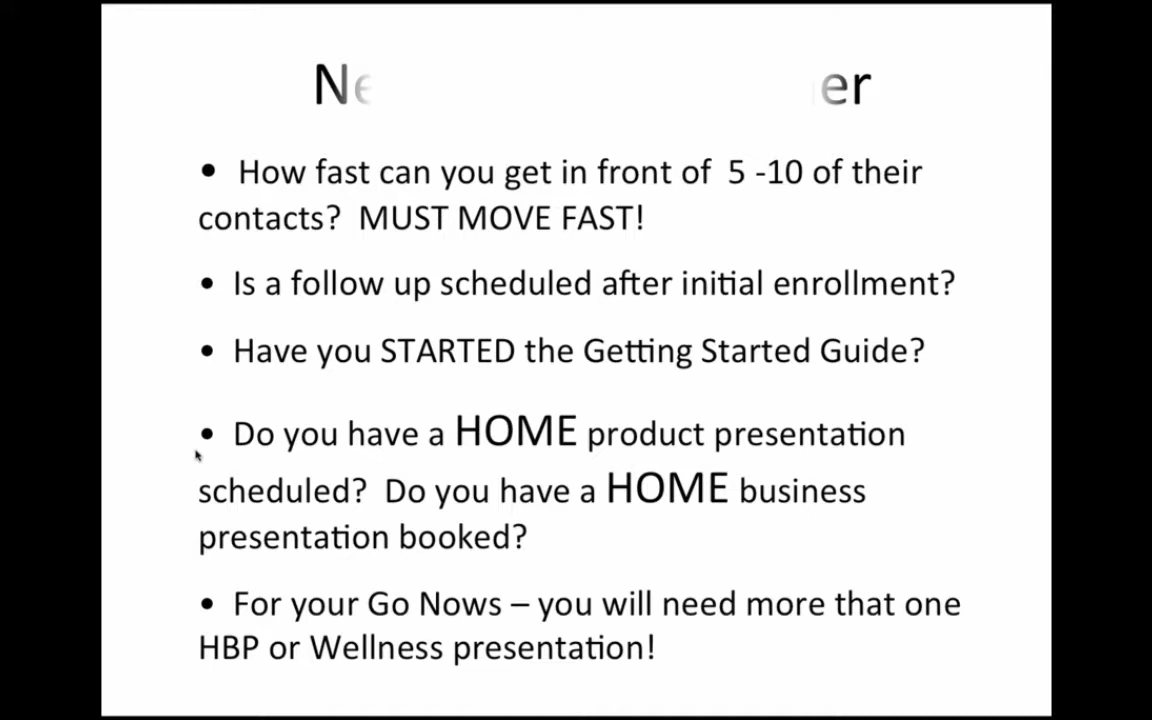 Ne er
• How fast can you get in front of 5 -10 of their
contacts? MUST MOVE FAST!
• Is a follow up scheduled after initial enrollment?
• Have you STARTED the Getting Started Guide?
• Do you have a HOME product presentation
scheduled? Do you have a HOME business
presentation booked?
• For your Go Nows – you will need more that one
HBP or Wellness presentation!